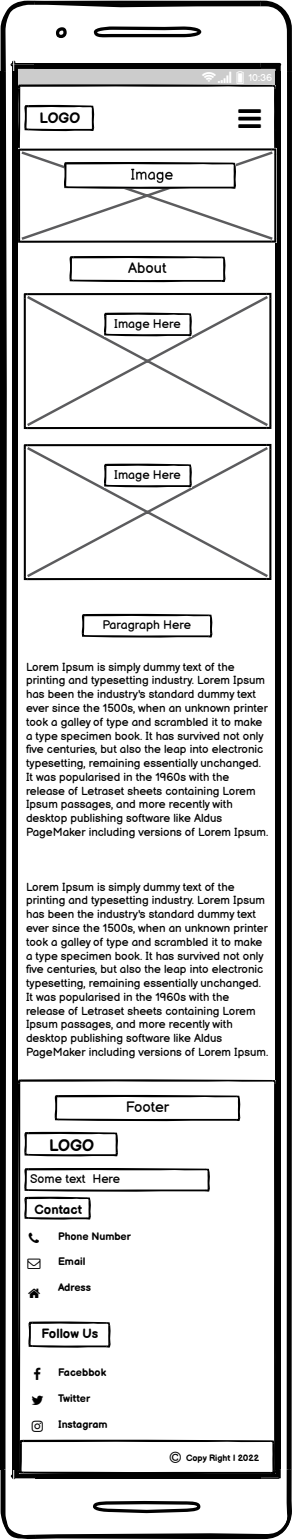 10:36
LOGO
Image
About
Image Here
Image Here
Paragraph Here
Lorem Ipsum is simply dummy text of the
printing and typesetting industry. Lorem Ipsum
has been the industry's standard dummy text
ever since the 1500s, when an unknown printer
took a galley of type and scrambled it to make
a type specimen book. It has survived not only
five centuries, but also the leap into electronic
typesetting, remaining essentially unchanged.
It was popularised in the 1960s with the
release of Letraset sheets containing Lorem
Ipsum passages, and more recently with
desktop publishing software like Aldus
PageMaker including versions of Lorem Ipsum.
Lorem Ipsum is simply dummy text of the
printing and typesetting industry. Lorem Ipsum
has been the industry's standard dummy text
ever since the 1500s, when an unknown printer
took a galley of type and scrambled it to make
a type specimen book. It has survived not only
five centuries, but also the leap into electronic
typesetting, remaining essentially unchanged.
It was popularised in the 1960s with the
release of Letraset sheets containing Lorem
Ipsum passages, and more recently with
desktop publishing software like Aldus
PageMaker including versions of Lorem Ipsum.
Footer
LOGO
Some text Here
Contact
Phone Number
Email
Adress
Follow Us
Facebbok
Twitter
Instagram
© Copy Right | 2022